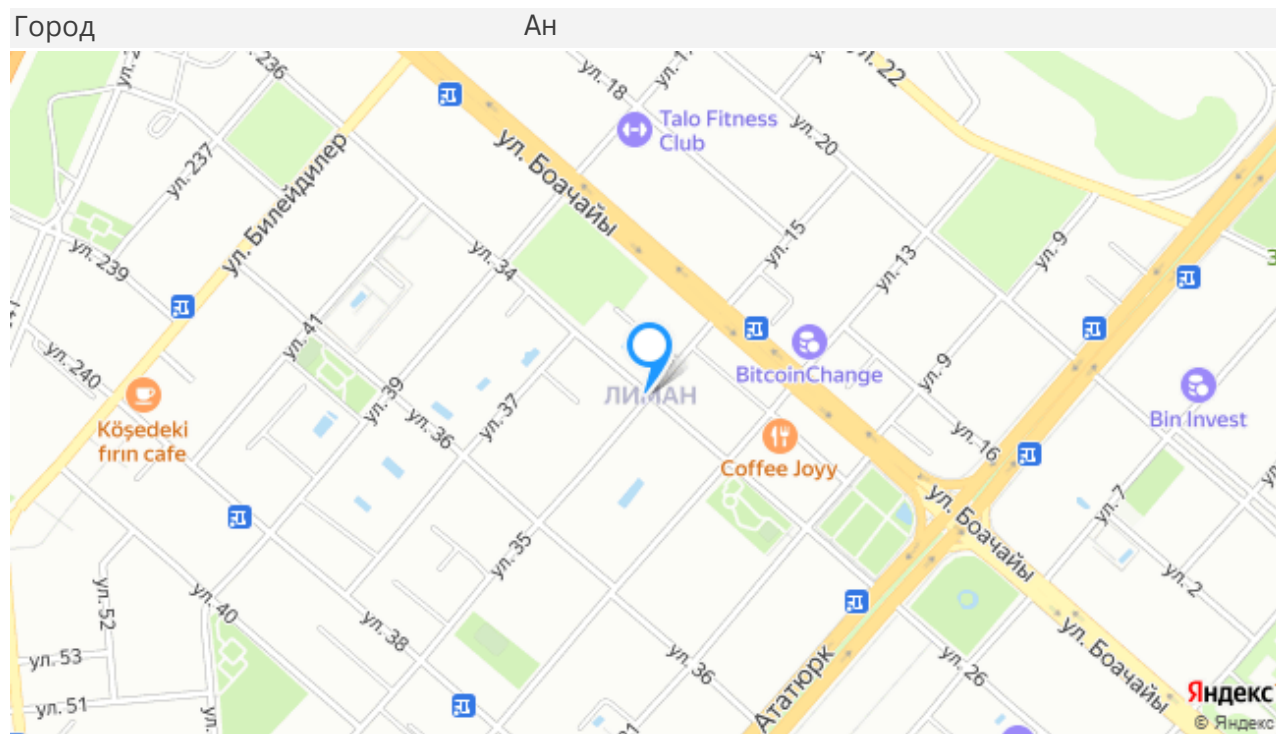 Город
Ан
ул. 236
ул. 18
ул. 22
Talo Fitness
Club
ул. 20
ул. Боачайы
ул. 237
ул. Билейдилер
ул. 239
ул. 34
ул. 15
ул. 13
ул. 9
ул. 41
ул. 240
ЛИМАН
BitcoinChange
ул. 9
Bin Invest
Köşedeki
fırın cafe
ул. 39
ул. 36
ул. 37
Coffee Joyy
ул. 16
ул. Боачайы
ул. 7
ул. 35
ул. 2
ул. 52
ул. 40
ул. 38
ул. 53
ул. 36
ул. 26
ул. Боачайы
ул. 51
ул.
Ататюрк
Яндекс
© Яндекс